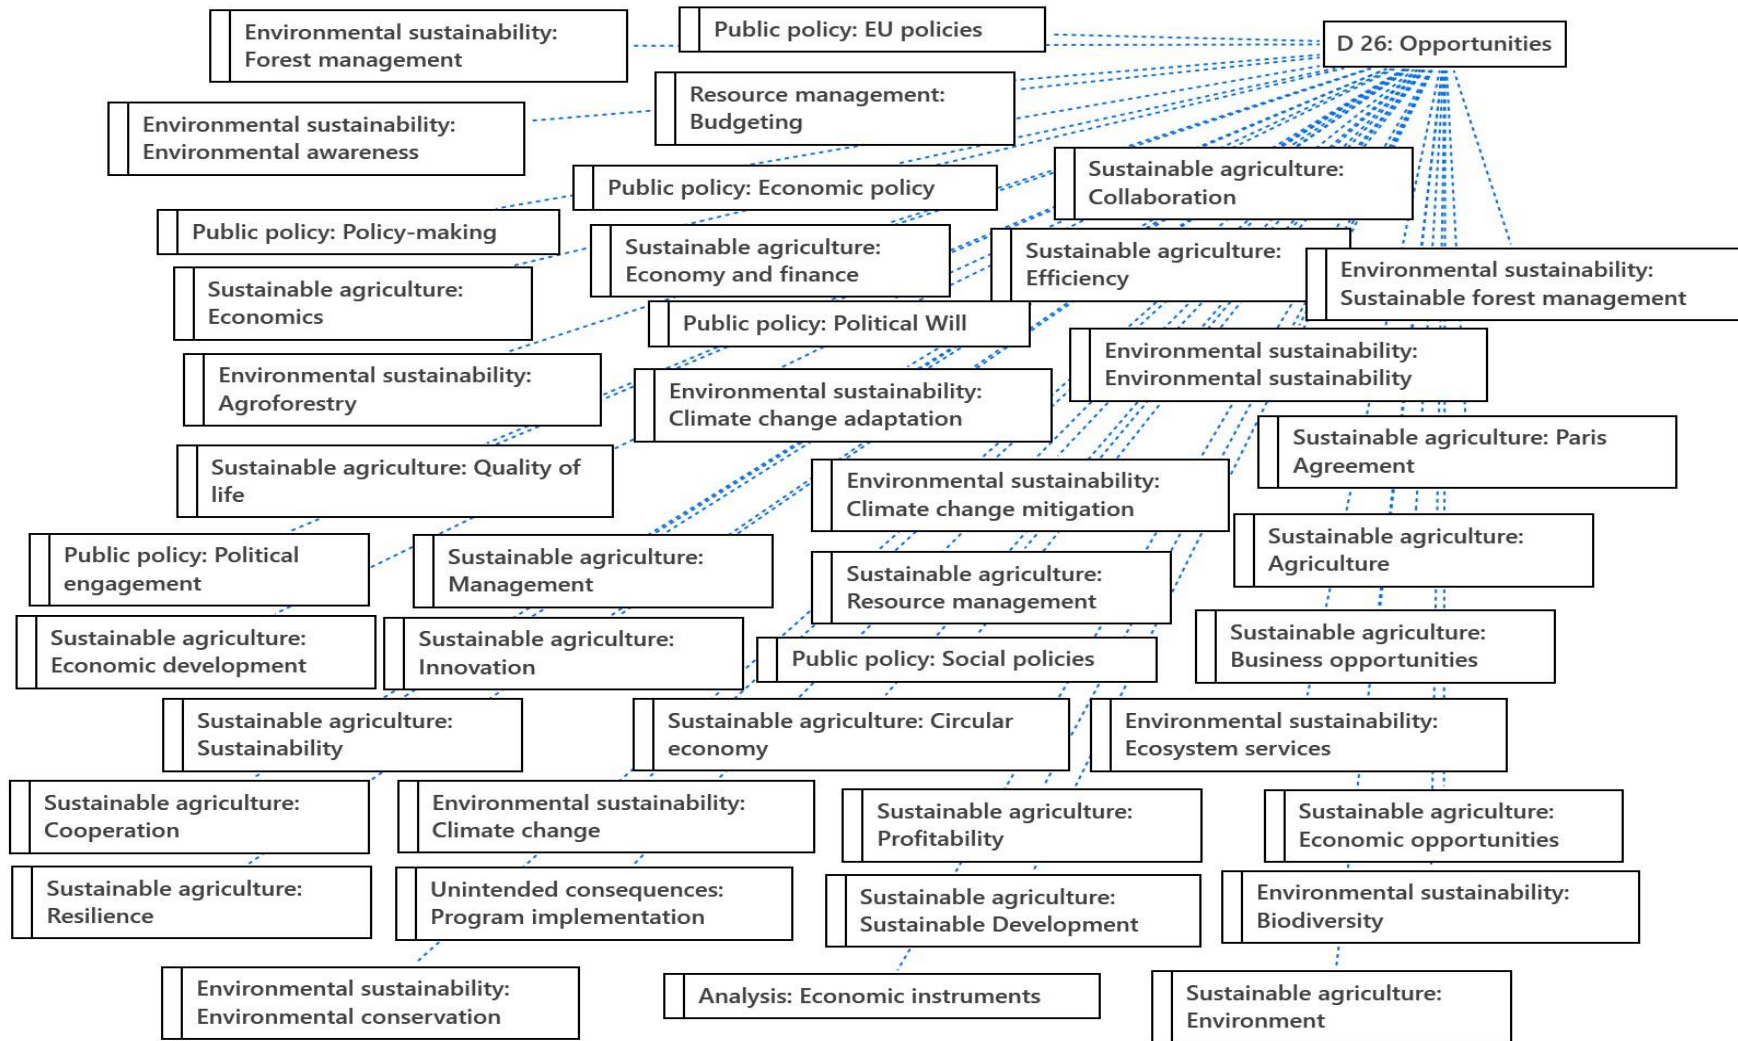 Environmental sustainability:
Forest management
Public policy: EU policies
D 26: Opportunities
Resource management:
Budgeting
Environmental sustainability:
Environmental awareness
Sustainable agriculture:
Collaboration
Public policy: Economic policy
Public policy: Policy-making
Sustainable agriculture:
Economy and finance
Sustainable agriculture:
Efficiency
Environmental sustainability:
Sustainable forest management
Sustainable agriculture:
Economics
Public policy: Political Will
Environmental sustainability:
Environmental sustainability
Environmental sustainability:
Agroforestry
Environmental sustainability:
Climate change adaptation
Sustainable agriculture: Paris
Agreement
Sustainable agriculture: Quality of
life
Environmental sustainability:
Climate change mitigation
Sustainable agriculture:
Agriculture
Public policy: Political
engagement
Sustainable agriculture:
Management
Sustainable agriculture:
Resource management
Sustainable agriculture:
Business opportunities
Sustainable agriculture:
Economic development
Sustainable agriculture:
Innovation
Public policy: Social policies
Sustainable agriculture:
Sustainability
Sustainable agriculture: Circular
economy
Environmental sustainability:
Ecosystem services
Sustainable agriculture:
Cooperation
Environmental sustainability:
Climate change
Sustainable agriculture:
Profitability
Sustainable agriculture:
Economic opportunities
Sustainable agriculture:
Resilience
Unintended consequences:
Program implementation
Sustainable agriculture:
Sustainable Development
Environmental sustainability:
Biodiversity
Environmental sustainability:
Environmental conservation
Analysis: Economic instruments
Sustainable agriculture:
Environment